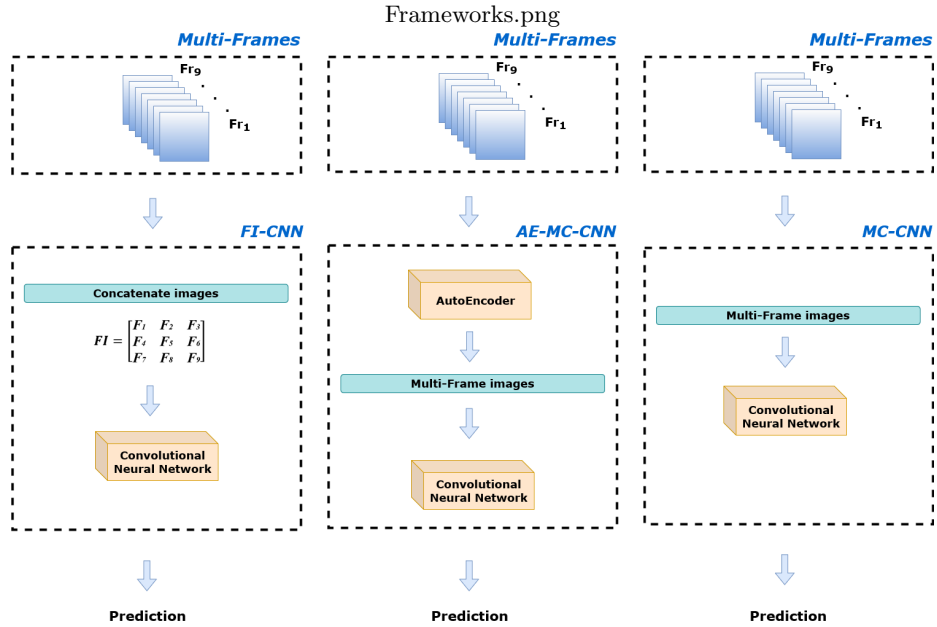 Frameworks.png
Multi-Frames
Fr9
Fr1
FI-CNN
Concatenate images
FI = [F1 F2 F3
F4 F5 F6
F7 F8 F9]
Convolutional
Neural Network
Prediction
Multi-Frames
Fr9
Fr1
AE-MC-CNN
AutoEncoder
Multi-Frame images
Convolutional
Neural Network
Prediction
Multi-Frames
Fr9
Fr1
MC-CNN
Multi-Frame images
Convolutional
Neural Network
Prediction